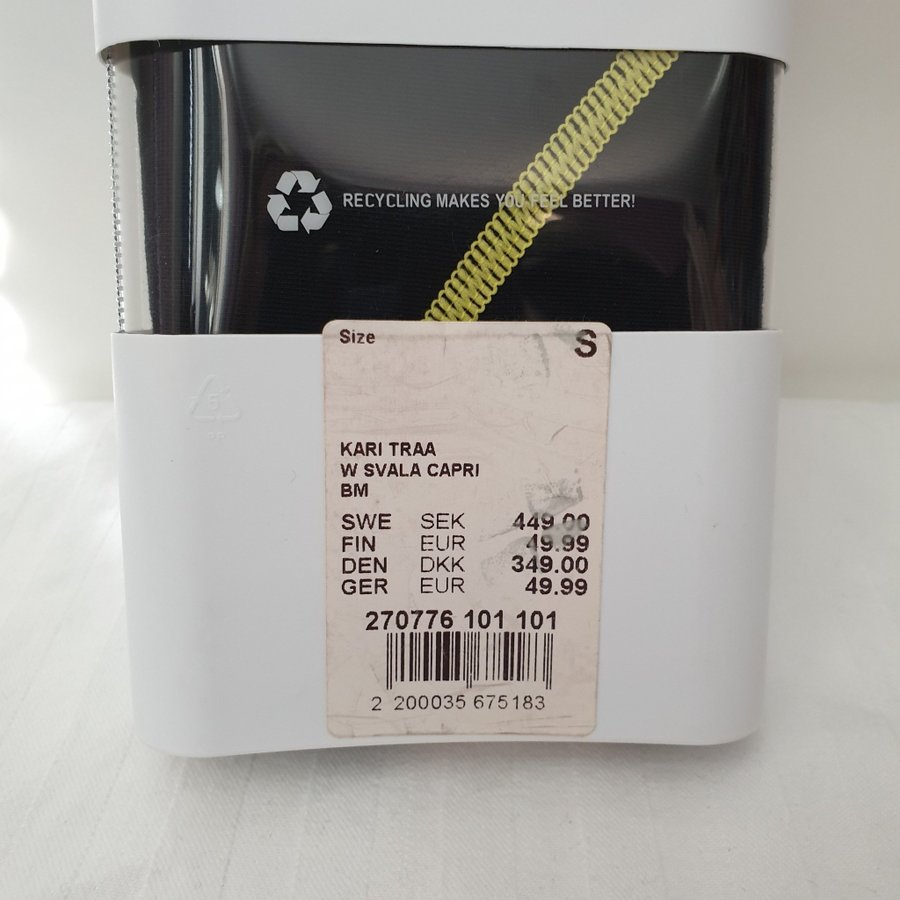 RECYCLING MAKES YOU FEEL BETTER!
Size S
KARI TRAA
W SVALA CAPRI
BM
SWE SEK 449.00
FIN EUR 49.99
DEN DKK 349.00
GER EUR 49.99
270776 101 101
2 200035 675183